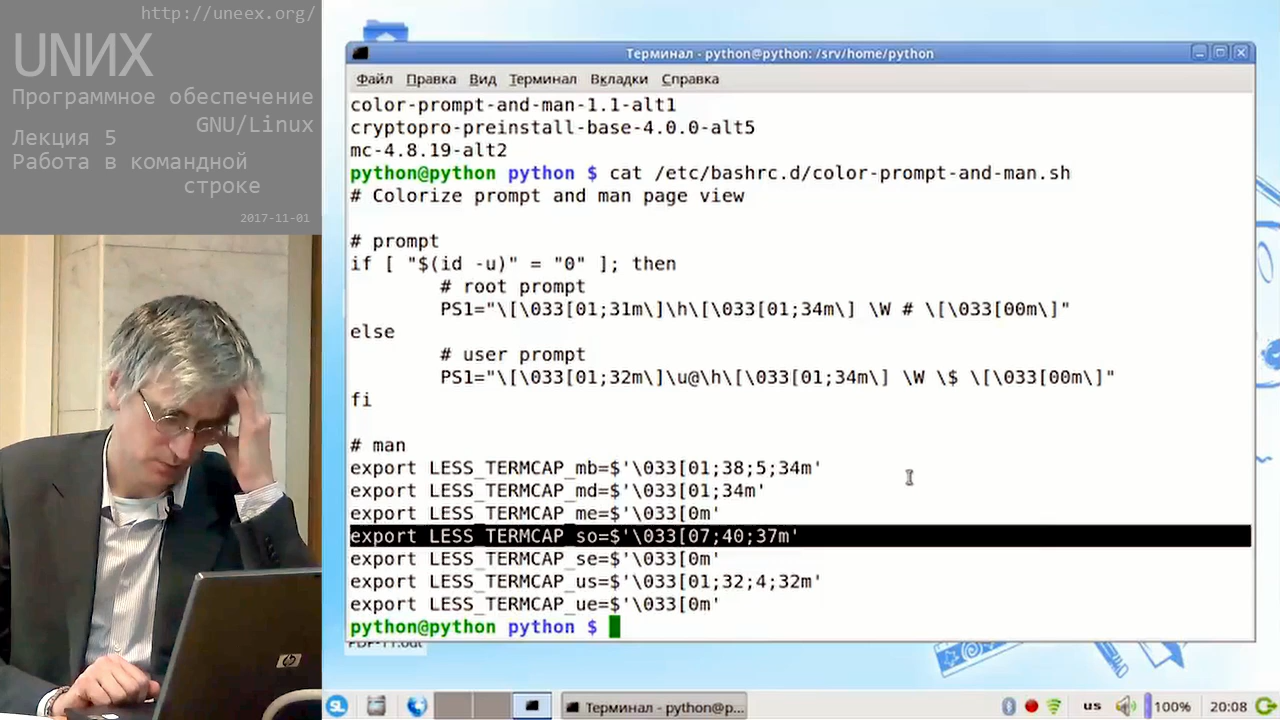 http://uneex.org/
UNИX
Программное обеспечение
GNU/Linux
Лекция 5
Работа в командной
строке
2017-11-01
Терминал - python@python: /srv/home/python
Файл Правка Вид Терминал Вкладки Справка
color-prompt-and-man-1.1-alt1
cryptopro-preinstall-base-4.0.0-alt5
mc-4.8.19-alt2
python@python python $ cat /etc/bashrc.d/color-prompt-and-man.sh
# Colorize prompt and man page view
# prompt
if [ "$(id -u)" = "0" ]; then
# root prompt
PS1="\[\033[01;31m\]\h\[\033[01;34m\] \W # \[\033[00m\]"
else
# user prompt
PS1="\[\033[01;32m\]\u@\h\[\033[01;34m\] \W \$ \[\033[00m\]"
fi
# man
export LESS_TERMCAP_mb=$'\033[01;38;5;34m'
export LESS_TERMCAP_md=$'\033[01;34m'
export LESS_TERMCAP_me=$'\033[0m'
export LESS_TERMCAP_so=$'\033[07;40;37m'
export LESS_TERMCAP_se=$'\033[0m'
export LESS_TERMCAP_us=$'\033[01;32;4;32m'
export LESS_TERMCAP_ue=$'\033[0m'
python@python python $
PDP-11.odt
hp
SL
Терминал - python@p...
us
100%
20:08